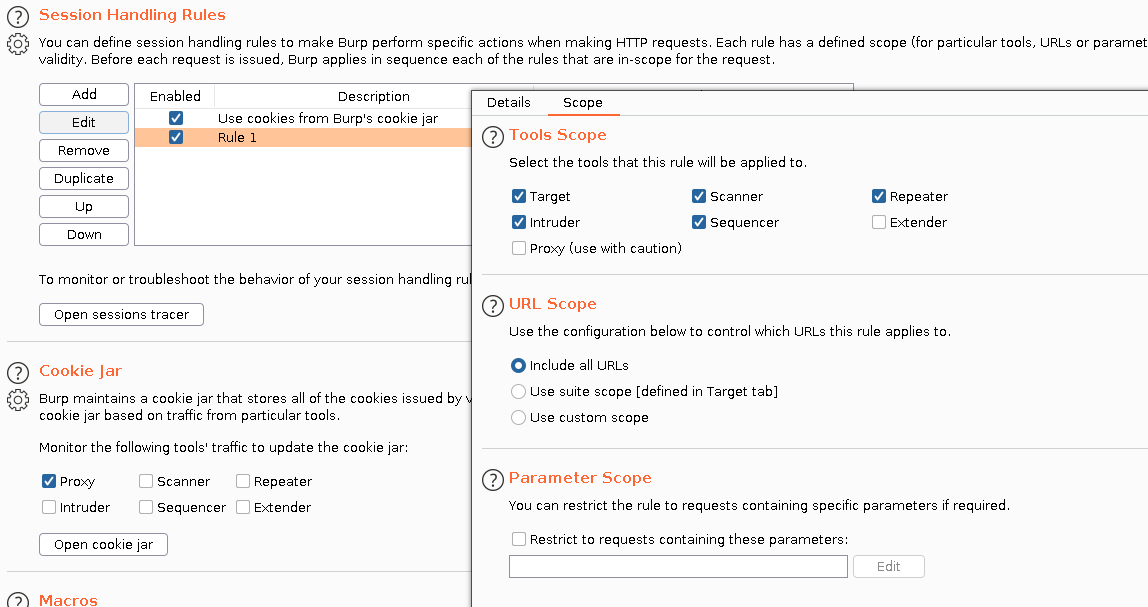 Session Handling Rules
You can define session handling rules to make Burp perform specific actions when making HTTP requests. Each rule has a defined scope (for particular tools, URLs or paramet
validity. Before each request is issued, Burp applies in sequence each of the rules that are in-scope for the request.
Add
Edit
Remove
Duplicate
Up
Down
Enabled Description
Use cookies from Burp's cookie jar
Rule 1
To monitor or troubleshoot the behavior of your session handling rul
Open sessions tracer
Cookie Jar
Burp maintains a cookie jar that stores all of the cookies issued by v
cookie jar based on traffic from particular tools.
Monitor the following tools' traffic to update the cookie jar:
Proxy Scanner Repeater
Intruder Sequencer Extender
Open cookie jar
Macros
Details Scope
Tools Scope
Select the tools that this rule will be applied to.
Target Scanner Repeater
Intruder Sequencer Extender
Proxy (use with caution)
URL Scope
Use the configuration below to control which URLs this rule applies to.
Include all URLs
Use suite scope [defined in Target tab]
Use custom scope
Parameter Scope
You can restrict the rule to requests containing specific parameters if required.
Restrict to requests containing these parameters:
Edit